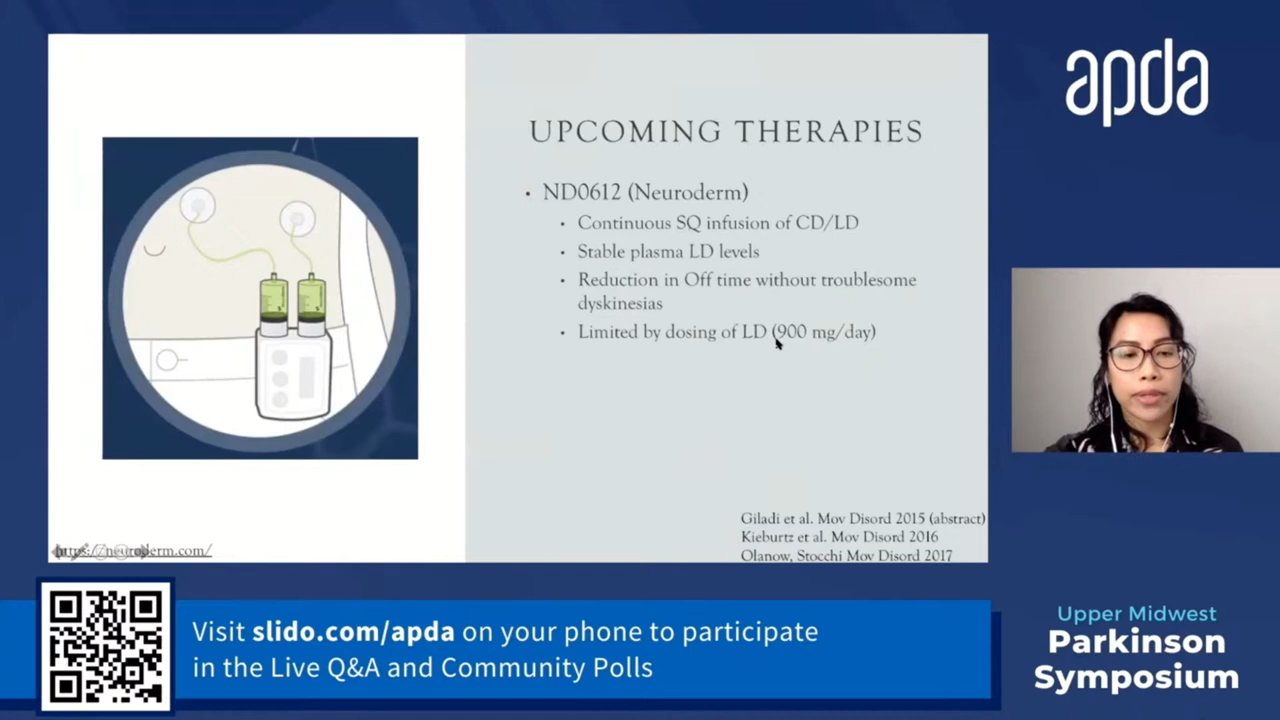 apda
UPCOMING THERAPIES
• ND0612 (Neuroderm)
• Continuous SQ infusion of CD/LD
• Stable plasma LD levels
• Reduction in Off time without troublesome
dyskinesias
• Limited by dosing of LD (900 mg/day)
Giladi et al. Mov Disord 2015 (abstract)
Kieburtz et al. Mov Disord 2016
Olanow, Stocchi Mov Disord 2017
https://neuroderm.com/
Visit slido.com/apda on your phone to participate
in the Live Q&A and Community Polls
Upper Midwest
Parkinson
Symposium